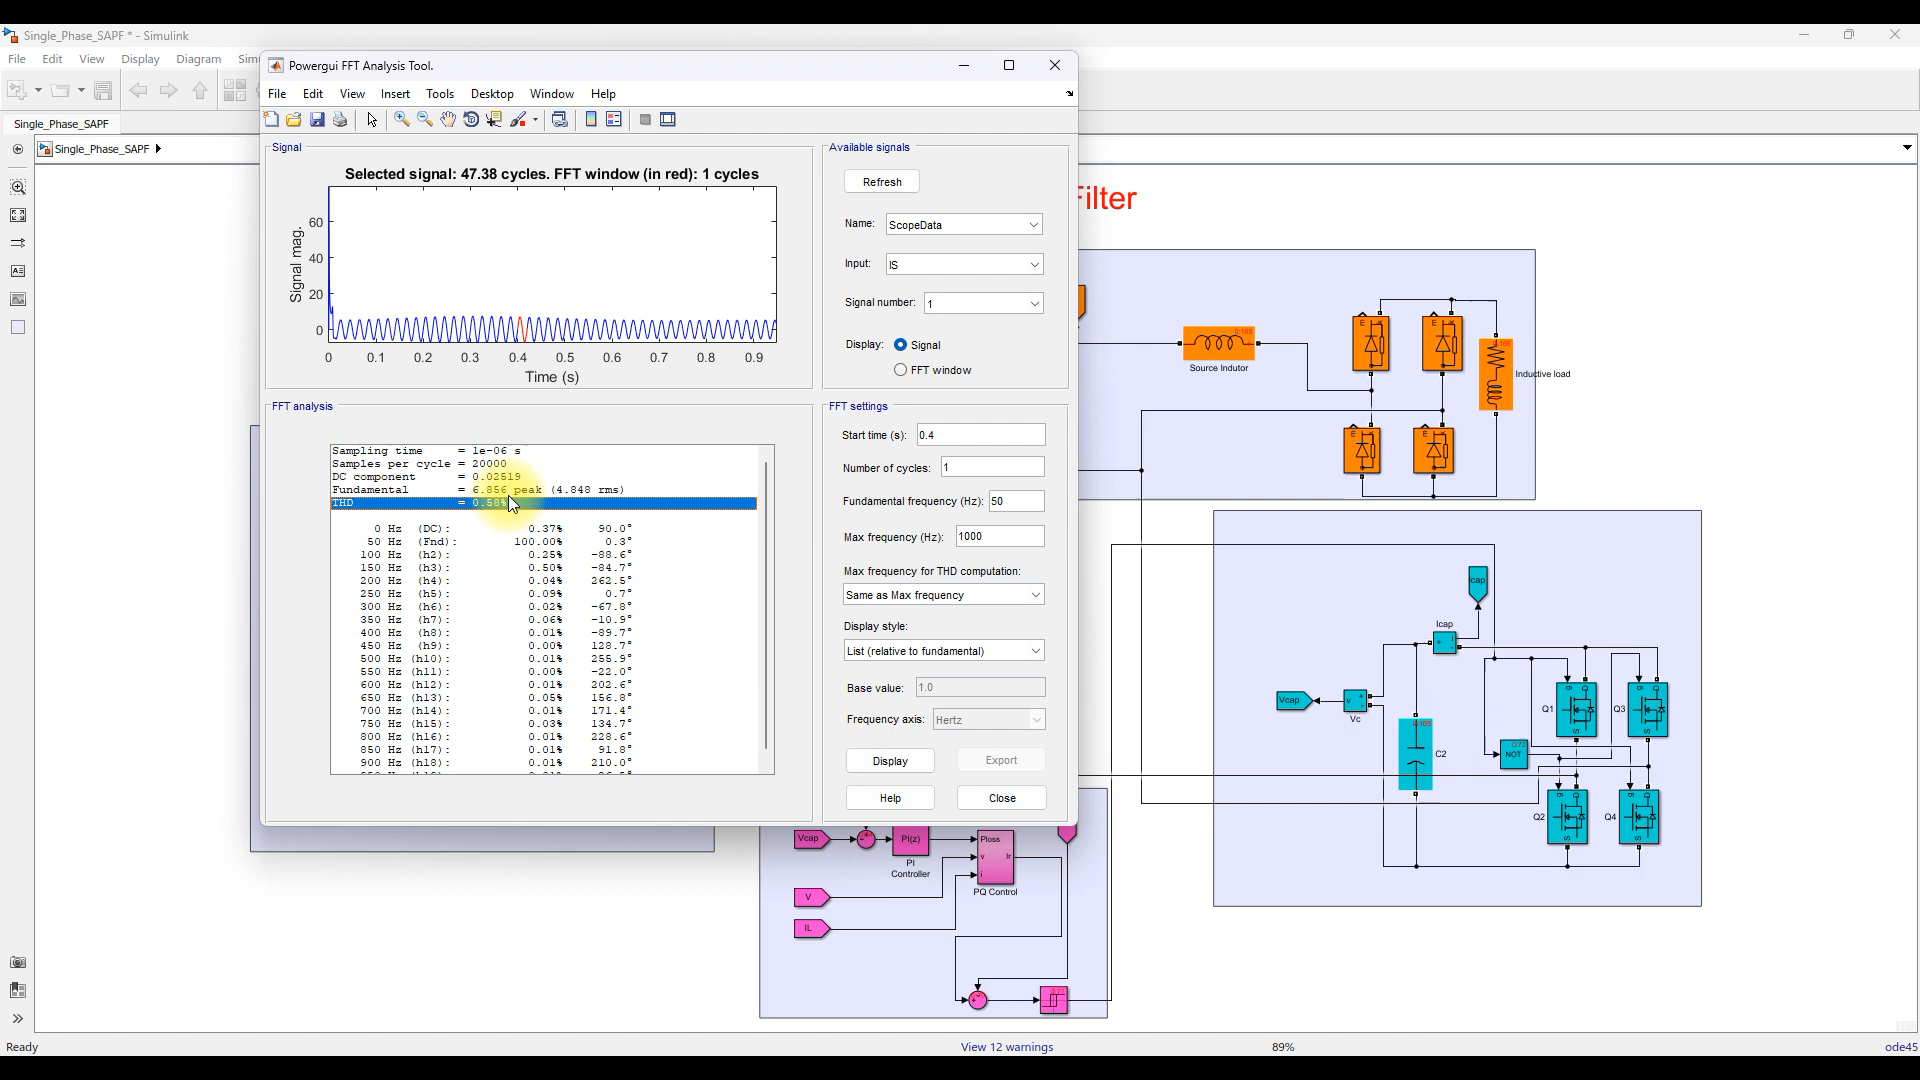 Single_Phase_SAPF * - Simulink
File Edit View Display Diagram
Single_Phase_SAPF
Single_Phase_SAPF
Powergui FFT Analysis Tool.
File Edit View Insert Tools Desktop Window Help
Signal
Selected signal: 47.38 cycles. FFT window (in red): 1 cycles
Signal mag.
60
40
20
0
0 0.1 0.2 0.3 0.4 0.5 0.6 0.7 0.8 0.9
Time (s)
Available signals
Refresh
Name: ScopeData
Input: IS
Signal number: 1
Display: Signal
FFT window
FFT analysis
Sampling time = 1e-06 s
Samples per cycle = 20000
DC component = 0.02519
Fundamental = 6.856 peak (4.848 rms)
THD = 0.58%
0 Hz (DC): 0.37% 90.0°
50 Hz (Fnd): 100.00% 0.3°
100 Hz (h2): 0.25% -88.6°
150 Hz (h3): 0.50% -84.7°
200 Hz (h4): 0.04% 262.5°
250 Hz (h5): 0.09% 0.7°
300 Hz (h6): 0.02% -67.8°
350 Hz (h7): 0.06% -10.9°
400 Hz (h8): 0.01% -89.7°
450 Hz (h9): 0.00% 128.7°
500 Hz (h10): 0.01% 255.9°
550 Hz (h11): 0.00% -22.0°
600 Hz (h12): 0.01% 202.6°
650 Hz (h13): 0.05% 156.8°
700 Hz (h14): 0.01% 171.4°
750 Hz (h15): 0.03% 134.7°
800 Hz (h16): 0.01% 228.6°
850 Hz (h17): 0.01% 91.8°
900 Hz (h18): 0.01% 210.0°
FFT settings
Start time (s): 0.4
Number of cycles: 1
Fundamental frequency (Hz): 50
Max frequency (Hz): 1000
Max frequency for THD computation:
Same as Max frequency
Display style:
List (relative to fundamental)
Base value: 1.0
Frequency axis: Hertz
Display Export
Help Close
Filter
Source Indutor
Inductive load
Icap
Icap
Vcap
Vc
C2
NOT
Q1
Q3
Q2
Q4
Vcap
PI(z)
PI
Controller
Ploss
v
i
Ir
PQ Control
V
IL
Ready
View 12 warnings
89%
ode45